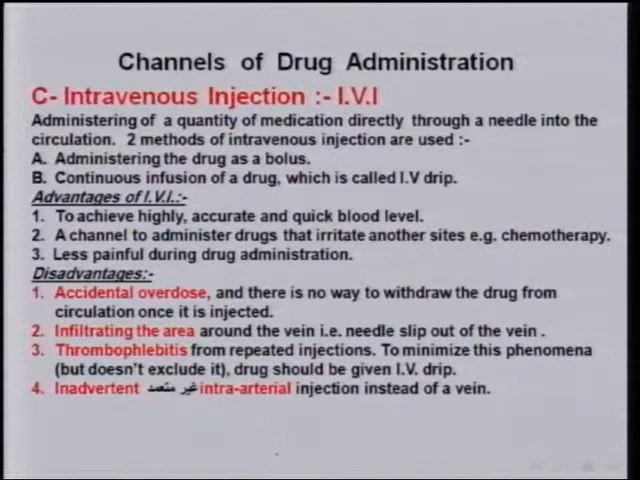 Channels of Drug Administration
C- Intravenous Injection :- I.V.I
Administering of a quantity of medication directly through a needle into the
circulation. 2 methods of intravenous injection are used :-
A. Administering the drug as a bolus.
B. Continuous infusion of a drug, which is called I.V drip.
Advantages of I.V.I.:-
1. To achieve highly, accurate and quick blood level.
2. A channel to administer drugs that irritate another sites e.g. chemotherapy.
3. Less painful during drug administration.
Disadvantages:-
1. Accidental overdose, and there is no way to withdraw the drug from
circulation once it is injected.
2. Infiltrating the area around the vein i.e. needle slip out of the vein .
3. Thrombophlebitis from repeated injections. To minimize this phenomena
(but doesn't exclude it), drug should be given I.V. drip.
4. Inadvertent غير متعمد intra-arterial injection instead of a vein.